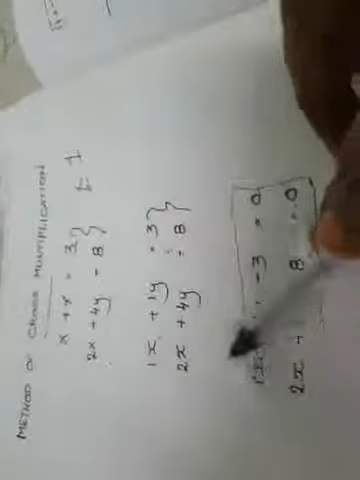 METHOD OF CROSS MULTIPLICATION
x + x = 3 }
2x + 4y = 8 }
1x + 1y = 3 }
2x + 4y = 8 }
-3 = 0
2x + 8 = 0